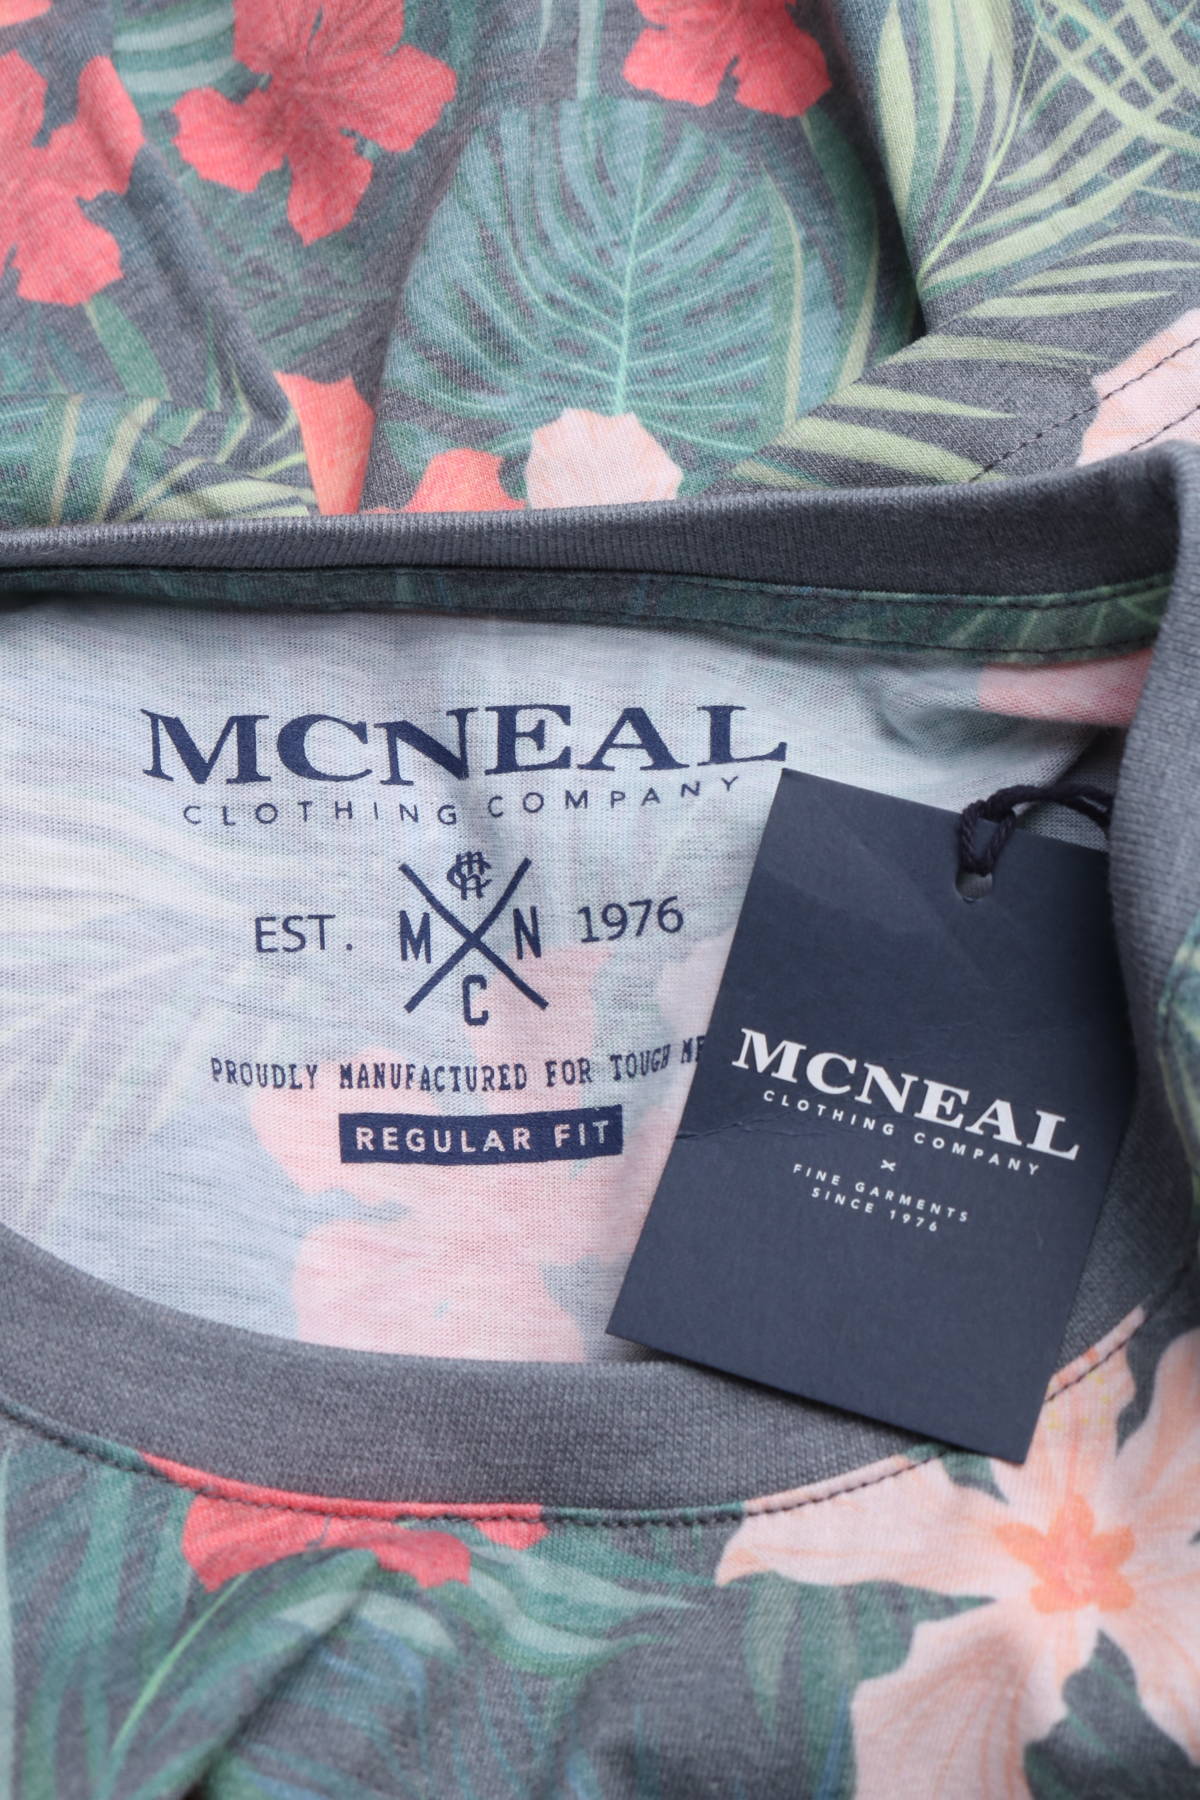 MCNEAL
CLOTHING COMPANY
EST. M N C 1976
PROUDLY MANUFACTURED FOR TOUGH
REGULAR FIT
MCNEAL
CLOTHING COMPANY
FINE GARMENTS
SINCE 1976